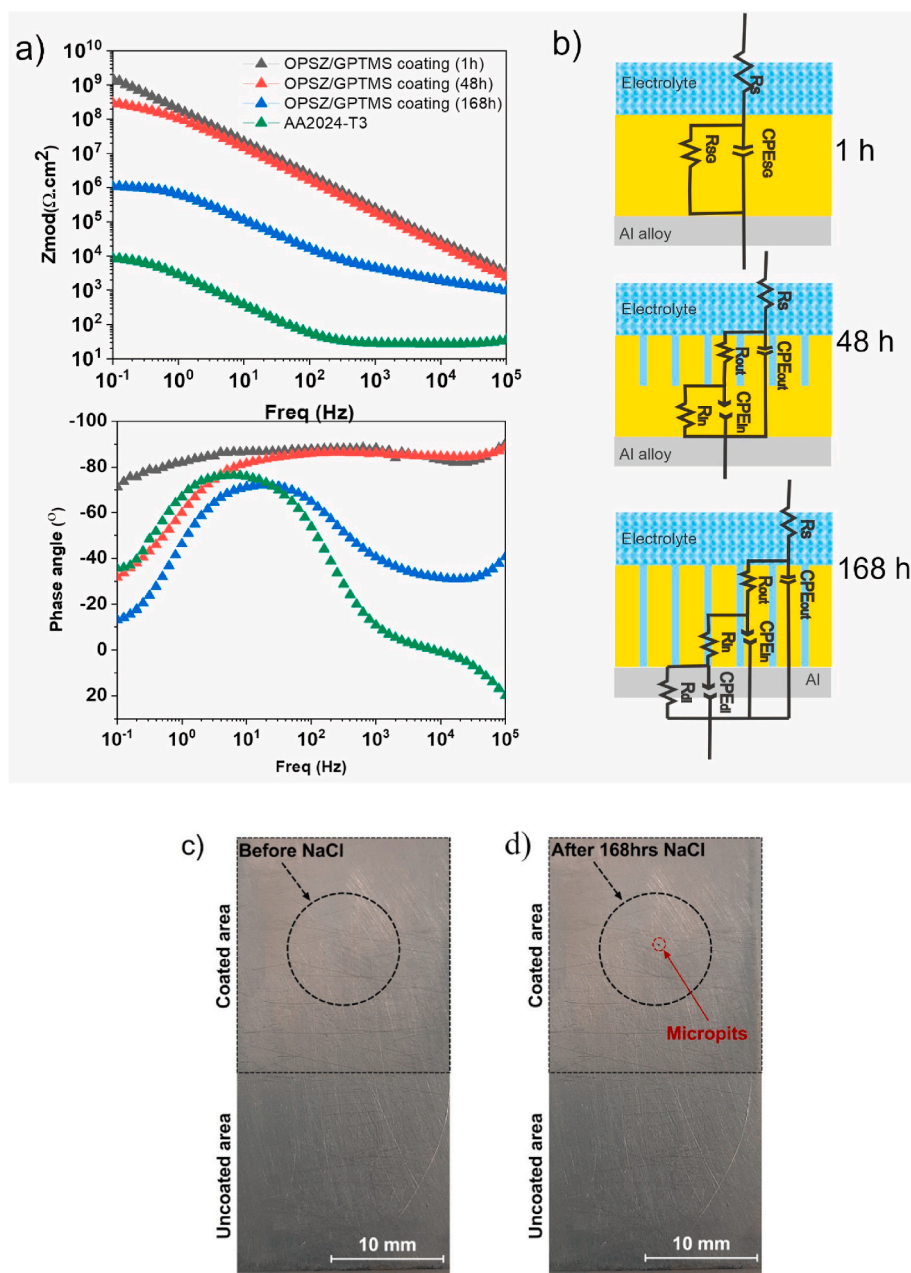 a)
10¹⁰
10⁹
10⁸
10⁷
10⁶
10⁵
10⁴
10³
10²
10¹
Zmod(Ω.cm²)
OPSZ/GPTMS coating (1h)
OPSZ/GPTMS coating (48h)
OPSZ/GPTMS coating (168h)
AA2024-T3
10⁻¹ 10⁰ 10¹ 10² 10³ 10⁴ 10⁵
Freq (Hz)
-100
-80
-60
-40
-20
0
20
Phase angle (°)
10⁻¹ 10⁰ 10¹ 10² 10³ 10⁴ 10⁵
Freq (Hz)
b)
Electrolyte
Rs
RSG
CPESG
Al alloy
1 h
Electrolyte
Rs
Rout
CPEout
Rin
CPEin
Al alloy
48 h
Electrolyte
Rs
Rout
CPEout
Rin
CPEin
Rdl
CPEdl
Al
168 h
c)
Before NaCl
Coated area
Uncoated area
10 mm
d)
After 168hrs NaCl
Coated area
Micropits
Uncoated area
10 mm